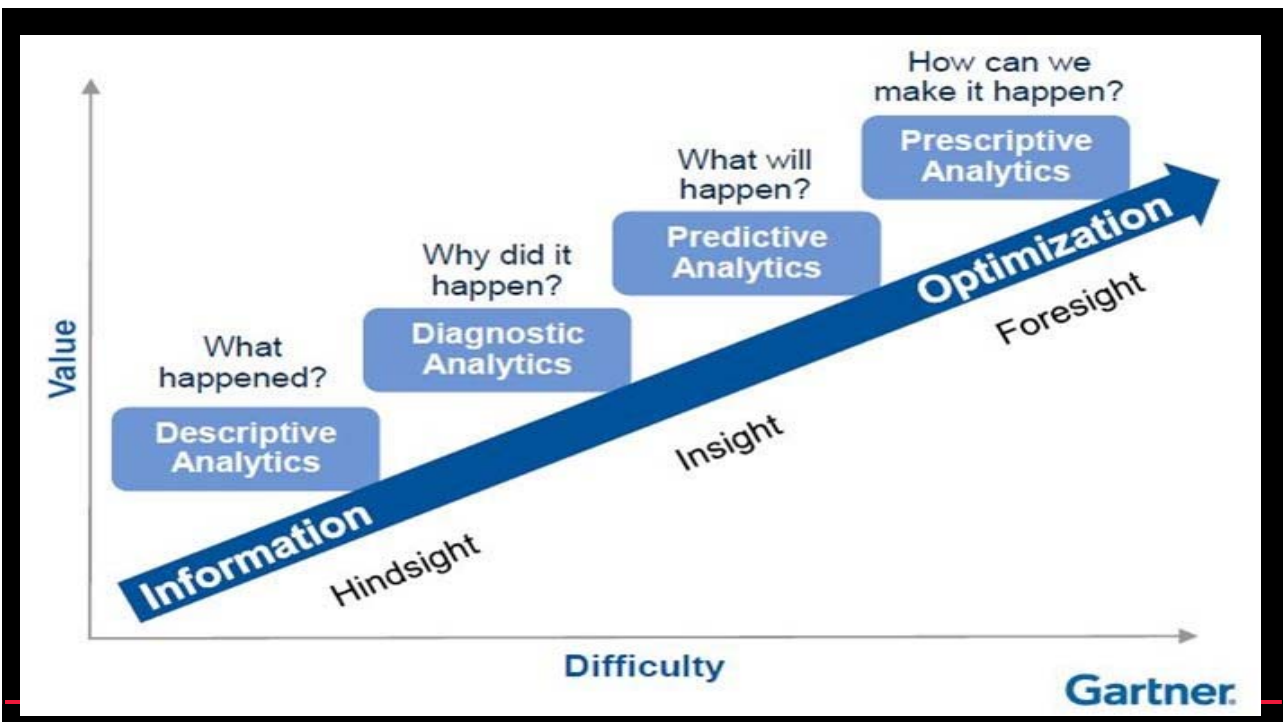 How can we
make it happen?
Prescriptive
Analytics
What will
happen?
Predictive
Analytics
Why did it
happen?
Diagnostic
Analytics
What
happened?
Descriptive
Analytics
Value
Information
Optimization
Hindsight
Insight
Foresight
Difficulty
Gartner.